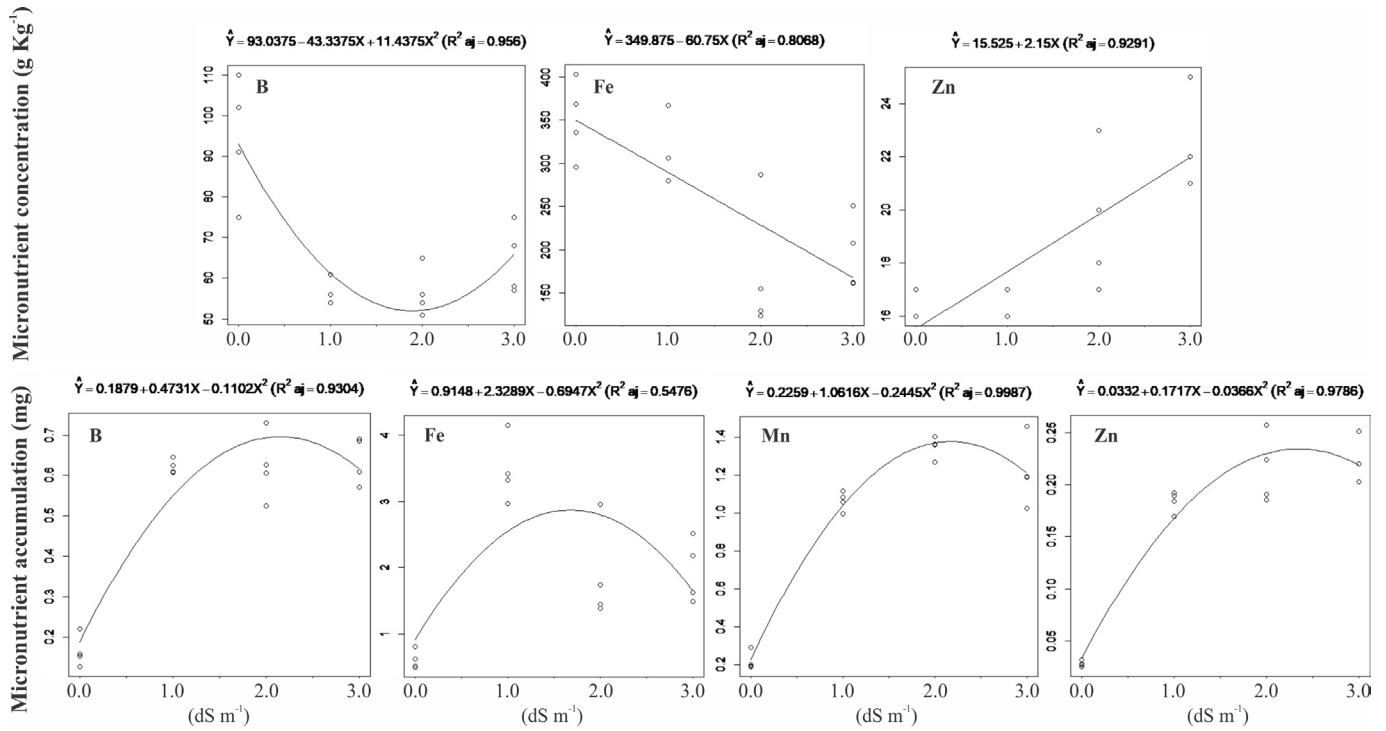 Micronutrient concentration (g Kg⁻¹)
Ŷ = 93.0375 − 43.3375X + 11.4375X² (R² aj = 0.956)
B
50 60 70 80 90 100 110
0.0 1.0 2.0 3.0
Ŷ = 349.875 − 60.75X (R² aj = 0.8068)
Fe
150 200 250 300 350 400
0.0 1.0 2.0 3.0
Ŷ = 15.525 + 2.15X (R² aj = 0.9291)
Zn
16 18 20 22 24
0.0 1.0 2.0 3.0
Micronutrient accumulation (mg)
Ŷ = 0.1879 + 0.4731X − 0.1102X² (R² aj = 0.9304)
B
0.2 0.3 0.4 0.5 0.6 0.7
0.0 1.0 2.0 3.0
(dS m⁻¹)
Ŷ = 0.9148 + 2.3289X − 0.6947X² (R² aj = 0.5476)
Fe
1 2 3 4
0.0 1.0 2.0 3.0
(dS m⁻¹)
Ŷ = 0.2259 + 1.0616X − 0.2445X² (R² aj = 0.9987)
Mn
0.2 0.4 0.6 0.8 1.0 1.2 1.4
0.0 1.0 2.0 3.0
(dS m⁻¹)
Ŷ = 0.0332 + 0.1717X − 0.0366X² (R² aj = 0.9786)
Zn
0.05 0.10 0.15 0.20 0.25
0.0 1.0 2.0 3.0
(dS m⁻¹)